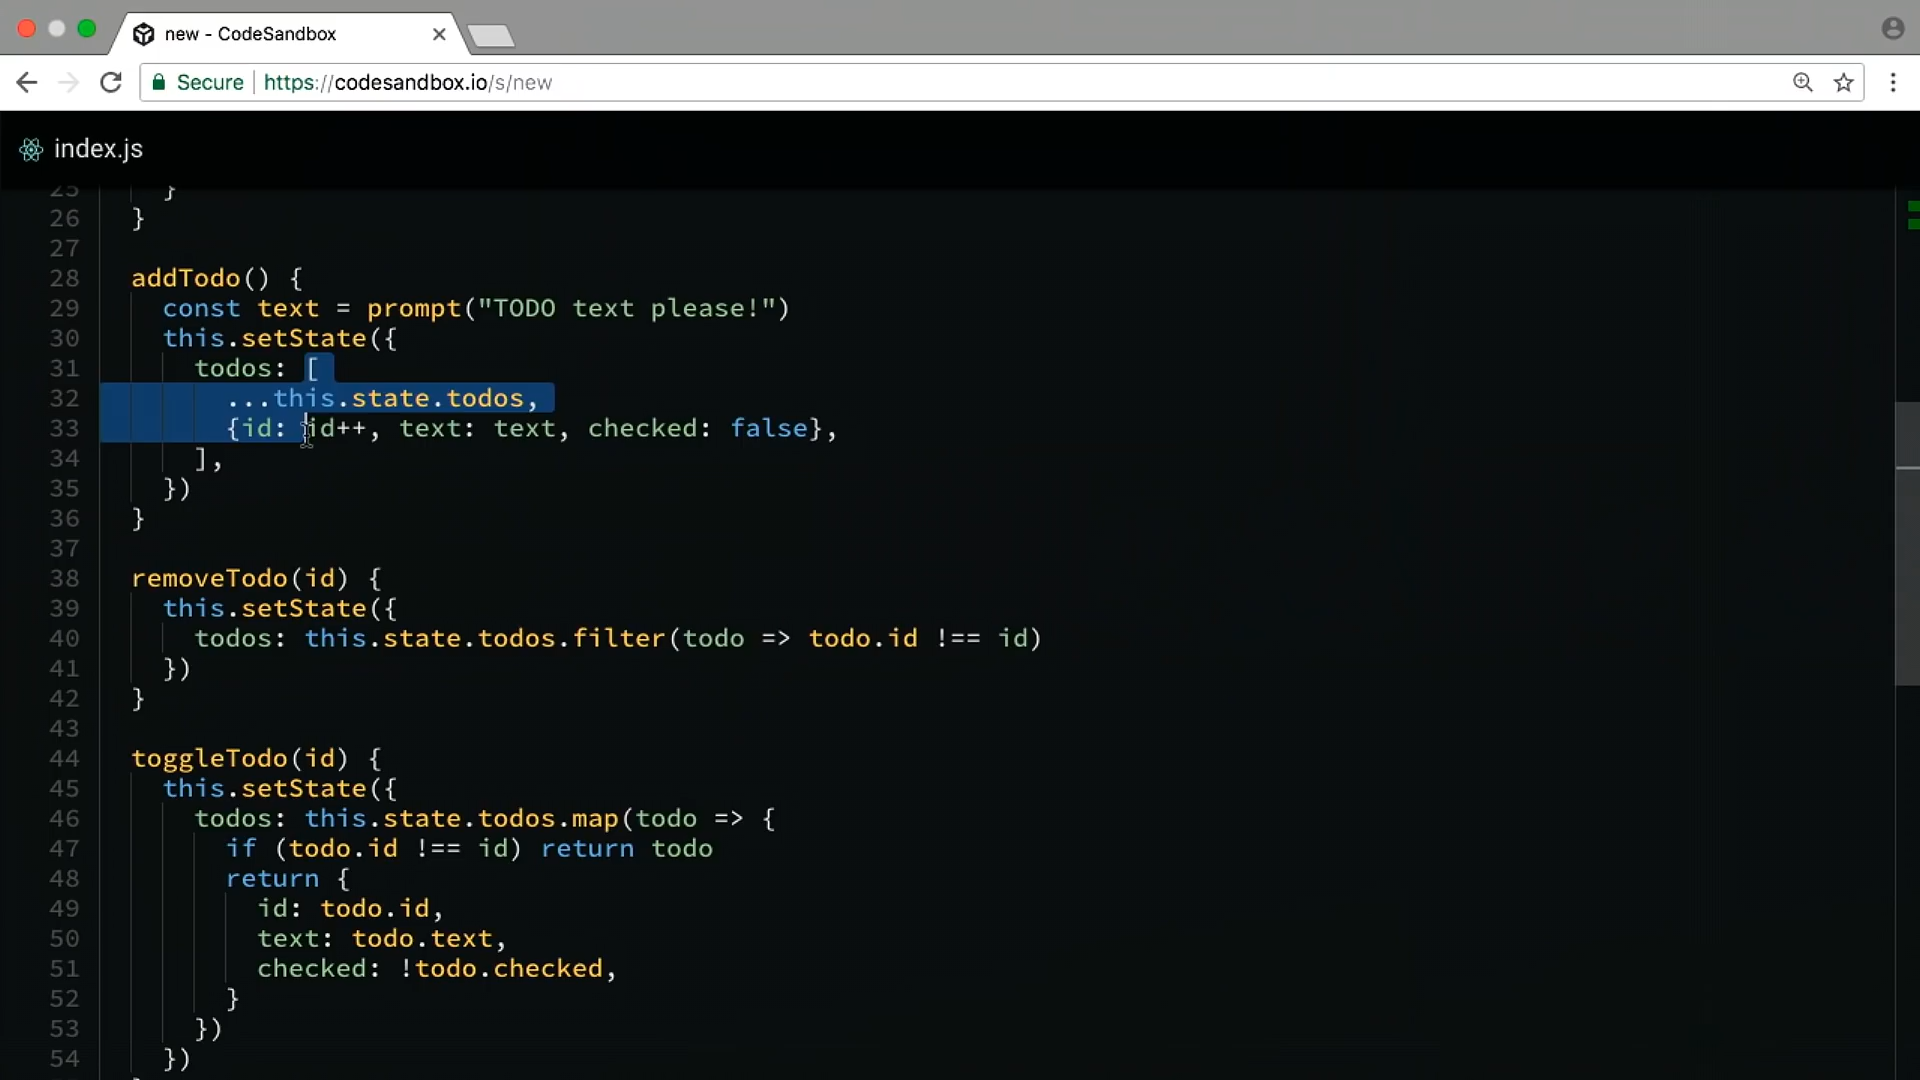 new - CodeSandbox
Secure https://codesandbox.io/s/new
index.js
25 }
26 }
27
28 addTodo() {
29 const text = prompt("TODO text please!")
30 this.setState({
31 todos: [
32 ...this.state.todos,
33 {id: id++, text: text, checked: false},
34 ],
35 })
36 }
37
38 removeTodo(id) {
39 this.setState({
40 todos: this.state.todos.filter(todo => todo.id !== id)
41 })
42 }
43
44 toggleTodo(id) {
45 this.setState({
46 todos: this.state.todos.map(todo => {
47 if (todo.id !== id) return todo
48 return {
49 id: todo.id,
50 text: todo.text,
51 checked: !todo.checked,
52 }
53 })
54 })